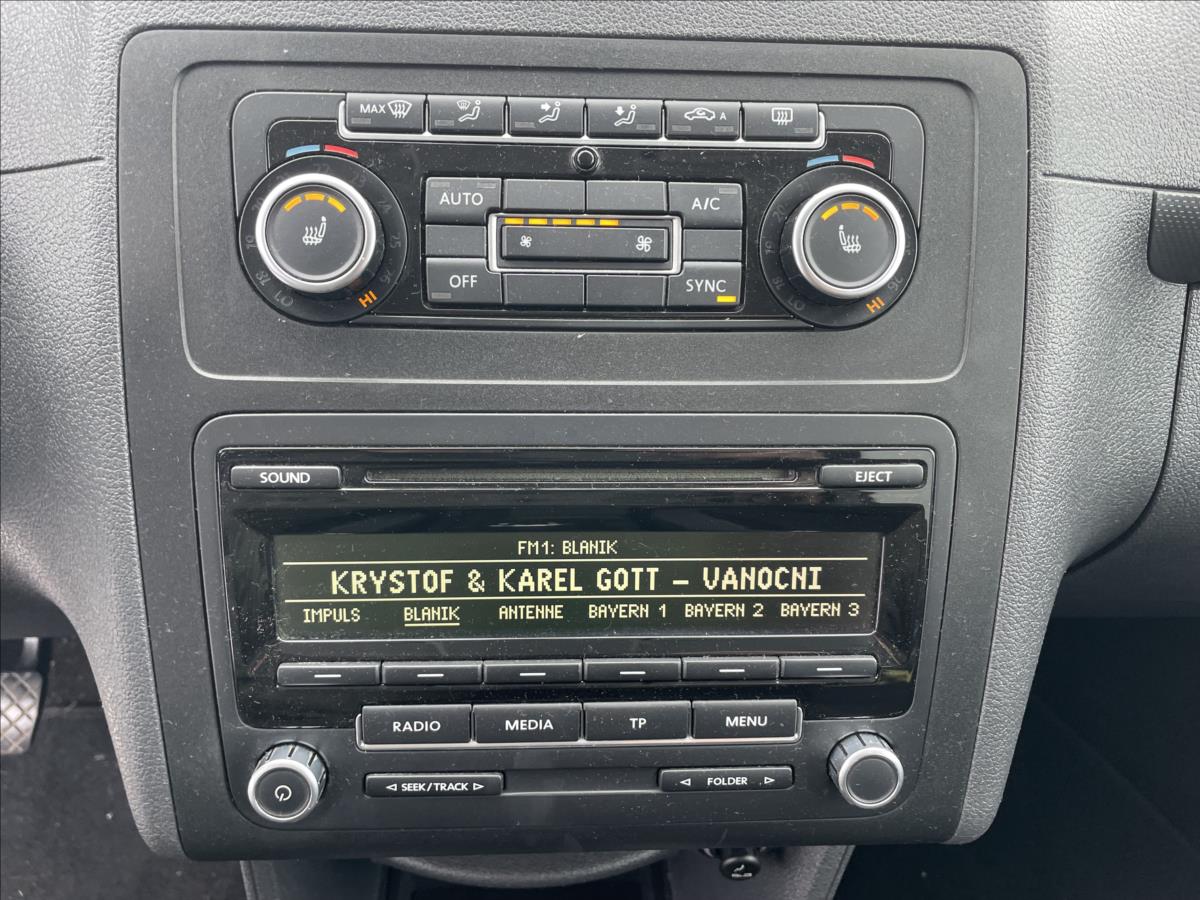 MAX
A
AUTO
A/C
OFF
SYNC
HI
HI
SOUND
EJECT
FM1: BLANIK
KRYSTOF & KAREL GOTT – VANOCNI
IMPULS BLANIK ANTENNE BAYERN 1 BAYERN 2 BAYERN 3
RADIO MEDIA TP MENU
SEEK/TRACK
FOLDER